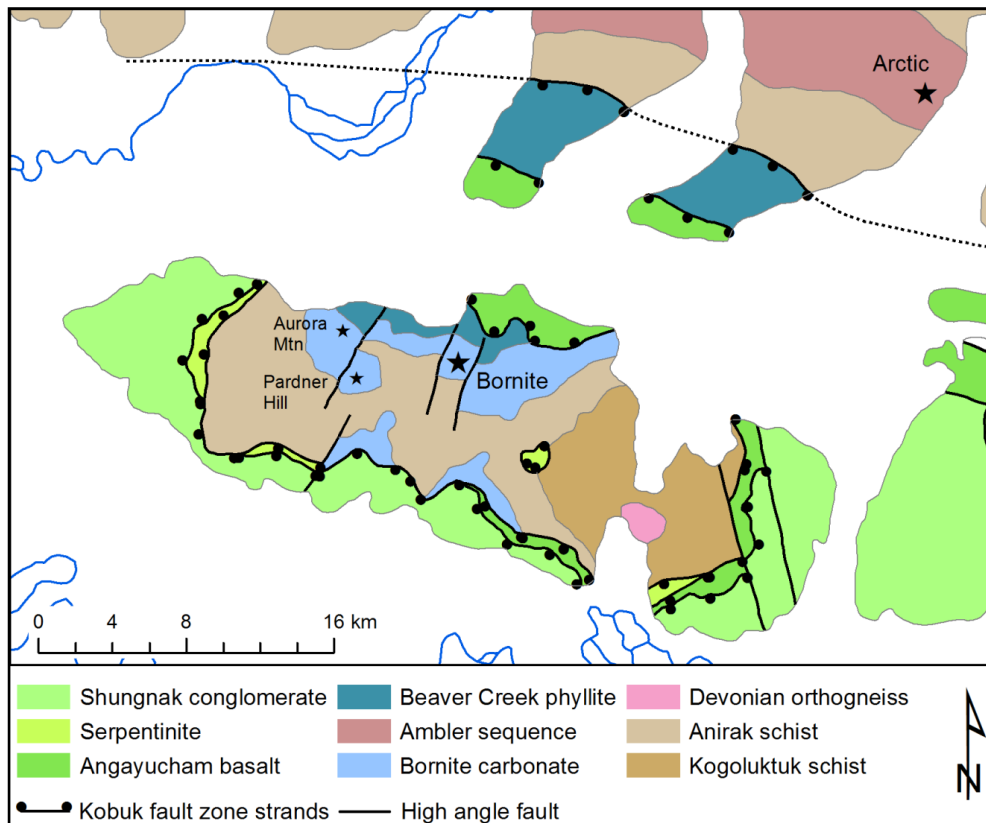 Arctic
Aurora
Mtn
Pardner
Hill
Bornite
0 4 8 16 km
Shungnak conglomerate
Beaver Creek phyllite
Devonian orthogneiss
Serpentinite
Ambler sequence
Anirak schist
Angayucham basalt
Bornite carbonate
Kogoluktuk schist
Kobuk fault zone strands
High angle fault
N